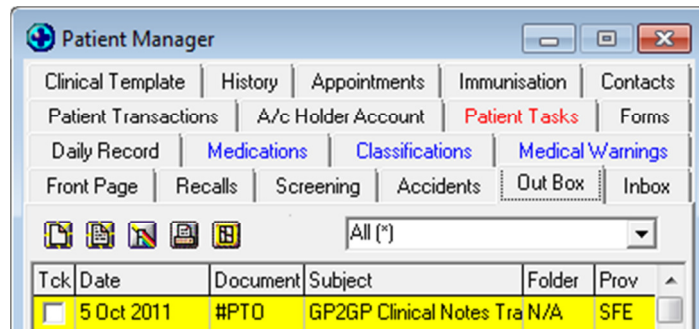 Patient Manager
Clinical Template History Appointments Immunisation Contacts
Patient Transactions A/c Holder Account Patient Tasks Forms
Daily Record Medications Classifications Medical Warnings
Front Page Recalls Screening Accidents Out Box Inbox
All (*)
Tck Date Document Subject Folder Prov
5 Oct 2011 #PTO GP2GP Clinical Notes Tra N/A SFE